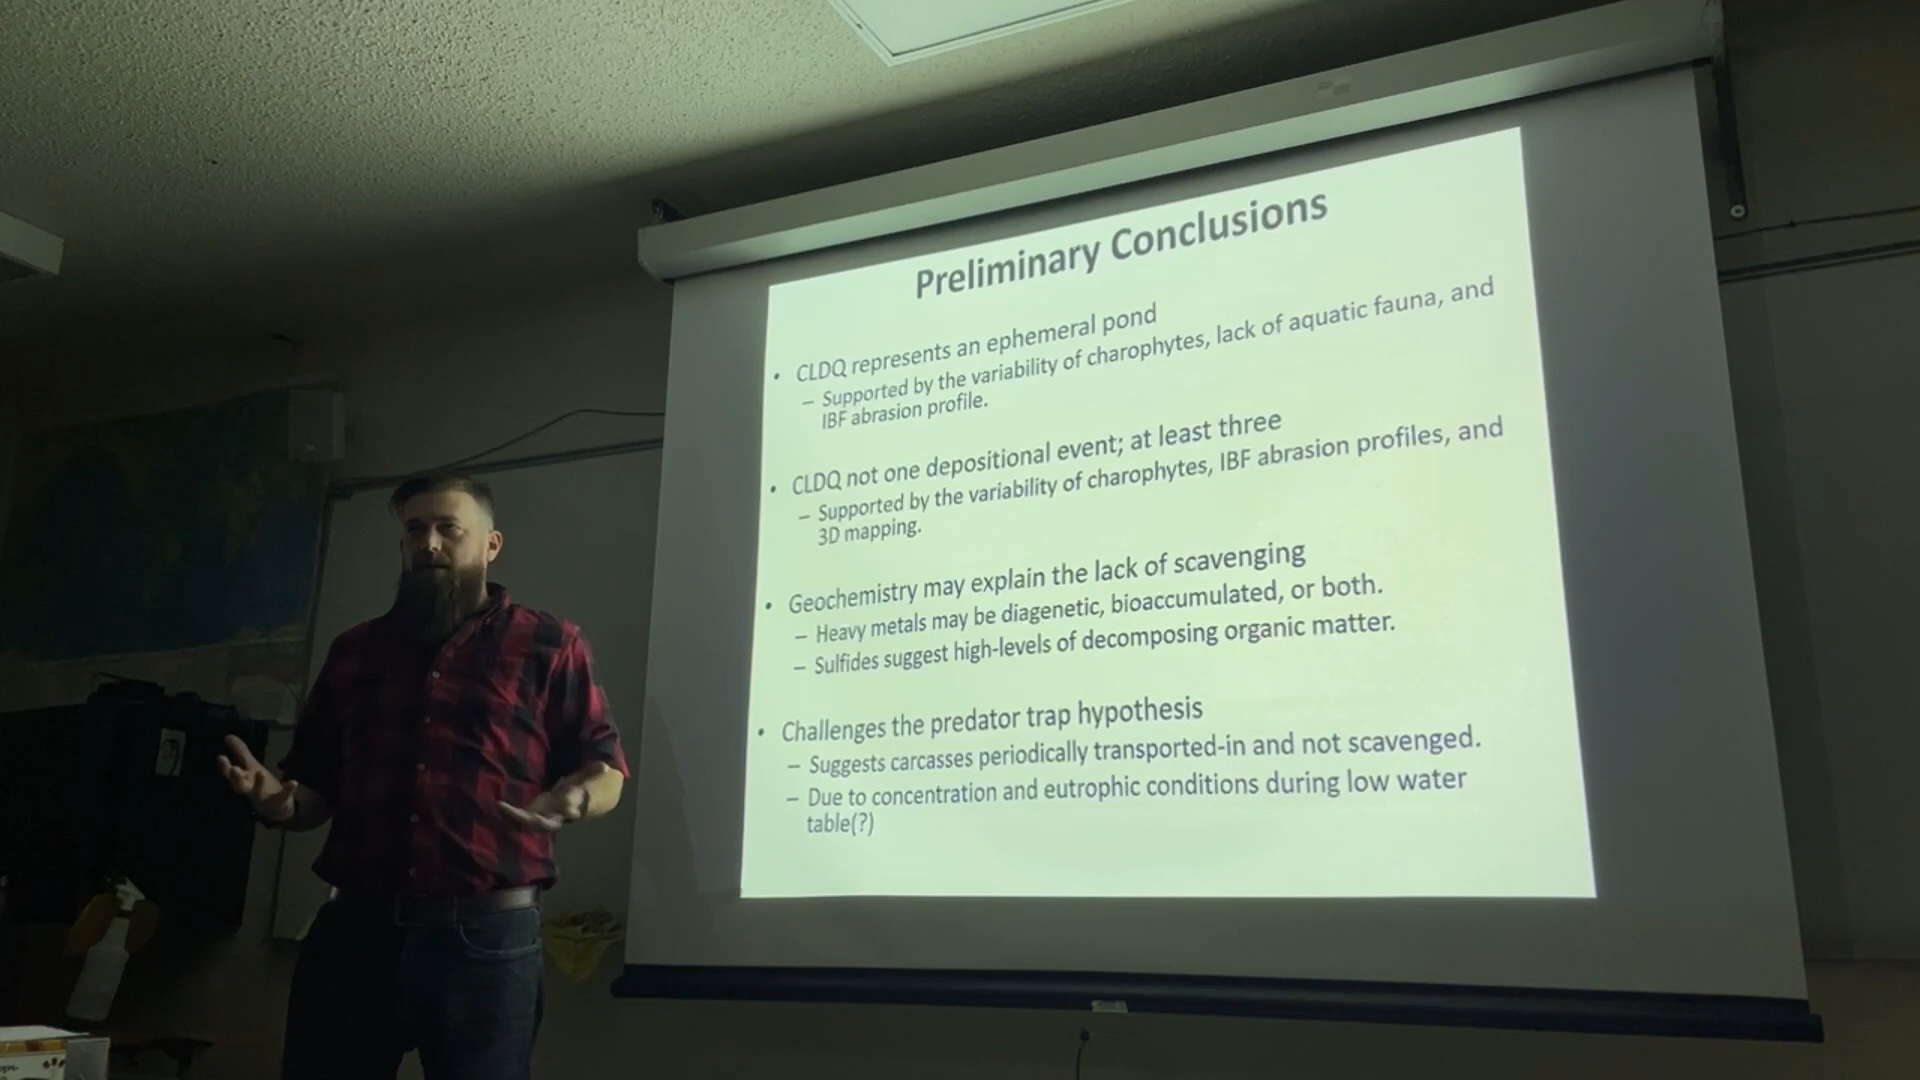 Preliminary Conclusions
• CLDQ represents an ephemeral pond
– Supported by the variability of charophytes, lack of aquatic fauna, and
IBF abrasion profile.
• CLDQ not one depositional event; at least three
– Supported by the variability of charophytes, IBF abrasion profiles, and
3D mapping.
• Geochemistry may explain the lack of scavenging
– Heavy metals may be diagenetic, bioaccumulated, or both.
– Sulfides suggest high-levels of decomposing organic matter.
• Challenges the predator trap hypothesis
– Suggests carcasses periodically transported-in and not scavenged.
– Due to concentration and eutrophic conditions during low water
table(?)